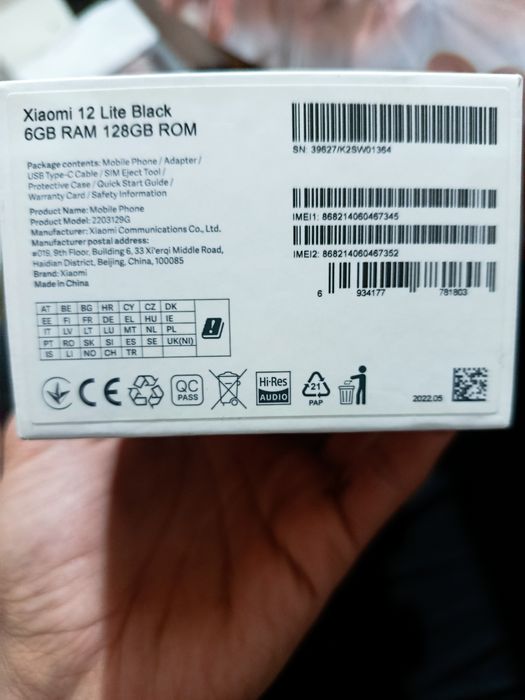 Xiaomi 12 Lite Black
6GB RAM 128GB ROM
Package contents: Mobile Phone / Adapter /
USB Type-C Cable / SIM Eject Tool /
Protective Case / Quick Start Guide /
Warranty Card / Safety Information
Product Name: Mobile Phone
Product Model: 2203129G
Manufacturer: Xiaomi Communications Co., Ltd.
Manufacturer postal address:
#019, 9th Floor, Building 6, 33 Xi'erqi Middle Road,
Haidian District, Beijing, China, 100085
Brand: Xiaomi
Made in China
SN: 39627/K2SW01364
IMEI1: 868214060467345
IMEI2: 868214060467352
6 934177 781803
AT BE BG HR CY CZ DK
EE FI FR DE EL HU IE
IT LV LT LU MT NL PL
PT RO SK SI ES SE UK(NI)
IS LI NO CH TR
CE
QC
PASS
Hi-Res
AUDIO
21
PAP
2022.05